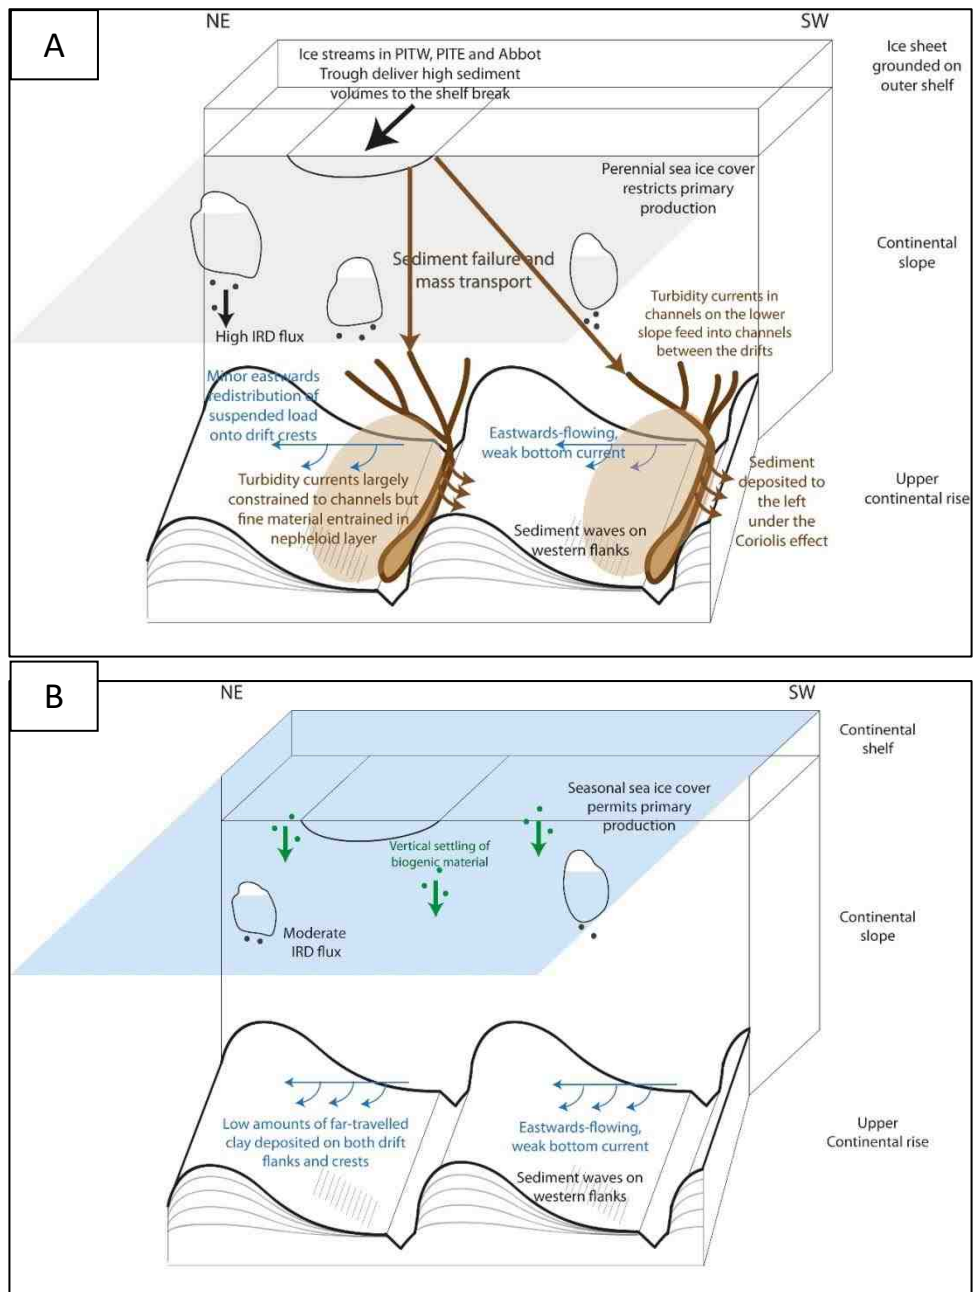 A
NE
SW
Ice streams in PITW, PITE and Abbot
Trough deliver high sediment
volumes to the shelf break
Ice sheet
grounded on
outer shelf
Perennial sea ice cover
restricts primary
production
Continental
slope
Sediment failure and
mass transport
High IRD flux
Turbidity currents in
channels on the lower
slope feed into channels
between the drifts
Minor eastwards
redistribution of
suspended load
onto drift crests
Eastwards-flowing,
weak bottom current
Turbidity currents largely
constrained to channels but
fine material entrained in
nepheloid layer
Sediment waves on
western flanks
Sediment
deposited to
the left
under the
Coriolis effect
Upper
continental rise
B
NE
SW
Continental
shelf
Seasonal sea ice cover
permits primary
production
Vertical settling of
biogenic material
Moderate
IRD flux
Continental
slope
Low amounts of far-travelled
clay deposited on both drift
flanks and crests
Eastwards-flowing,
weak bottom current
Sediment waves on
western flanks
Upper
Continental rise